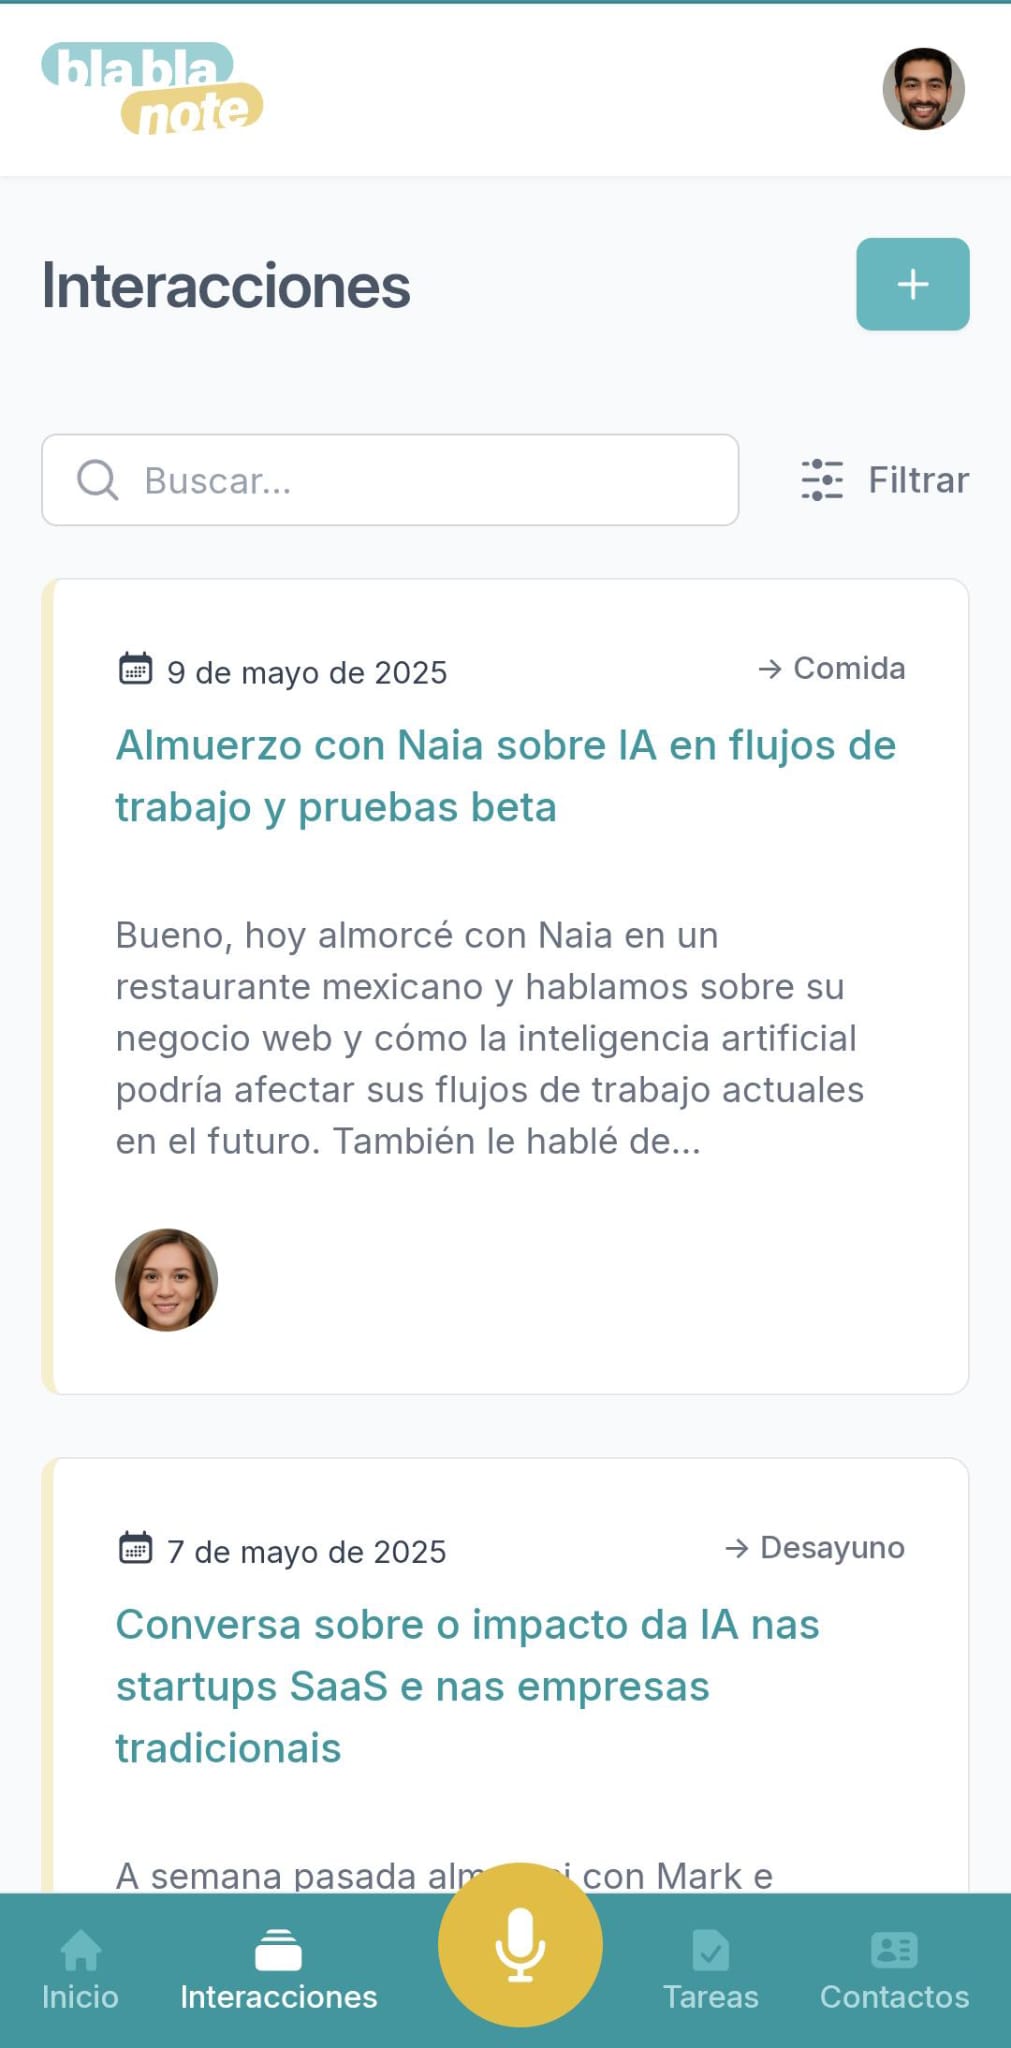 bla bla
note
Interacciones
Buscar...
Filtrar
9 de mayo de 2025
→ Comida
Almuerzo con Naia sobre IA en flujos de
trabajo y pruebas beta
Bueno, hoy almorcé con Naia en un
restaurante mexicano y hablamos sobre su
negocio web y cómo la inteligencia artificial
podría afectar sus flujos de trabajo actuales
en el futuro. También le hablé de...
7 de mayo de 2025
→ Desayuno
Conversa sobre o impacto da IA nas
startups SaaS e nas empresas
tradicionais
A semana pasada con Mark e
Inicio
Interacciones
Tareas
Contactos